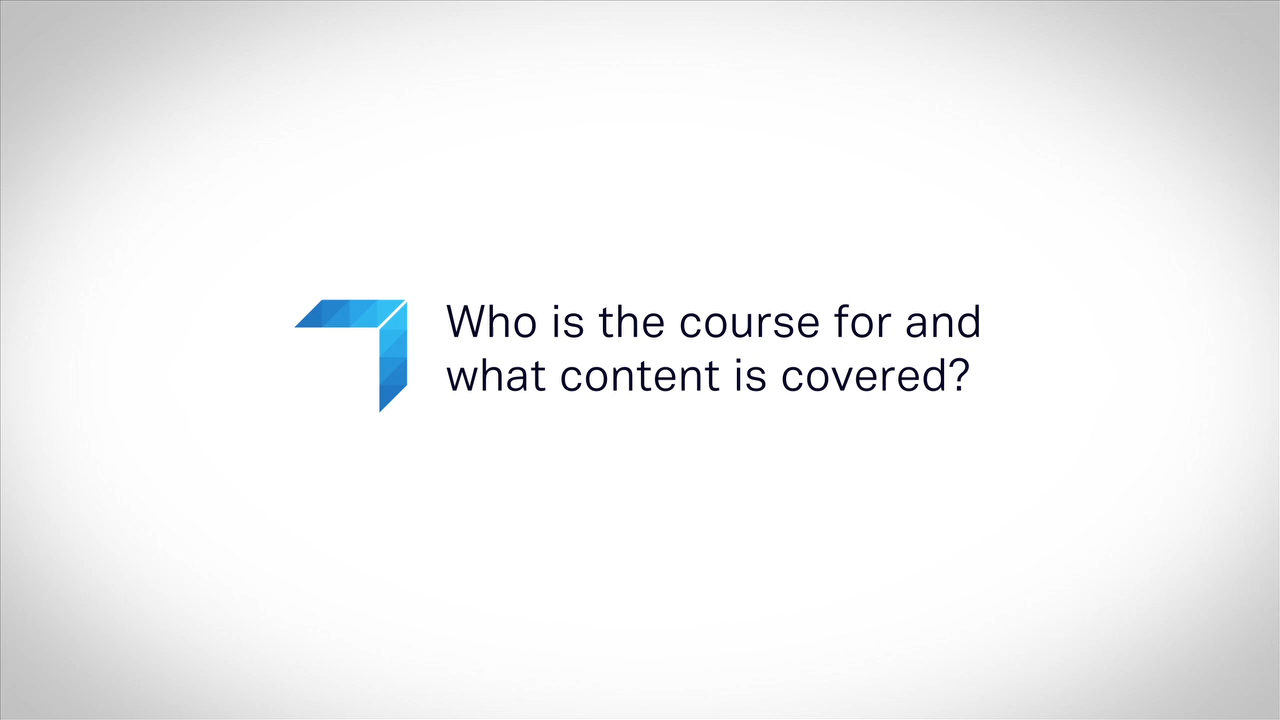 Who is the course for and
what content is covered?